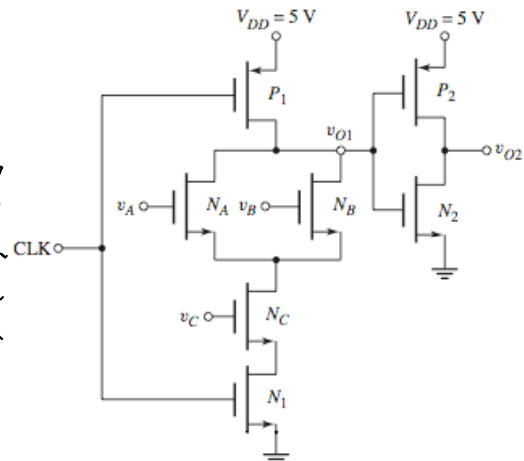 V_DD = 5 V
V_DD = 5 V
P_1
P_2
v_O1
v_O2
v_A
N_A
v_B
N_B
N_2
CLK
v_C
N_C
N_1